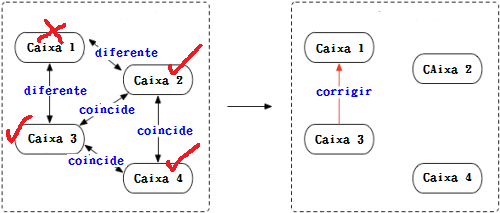 Caixa 1
diferente
Caixa 2
diferente
coincide
Caixa 3
coincide
coincide
Caixa 4
Caixa 1
CAixa 2
corrigir
Caixa 3
Caixa 4